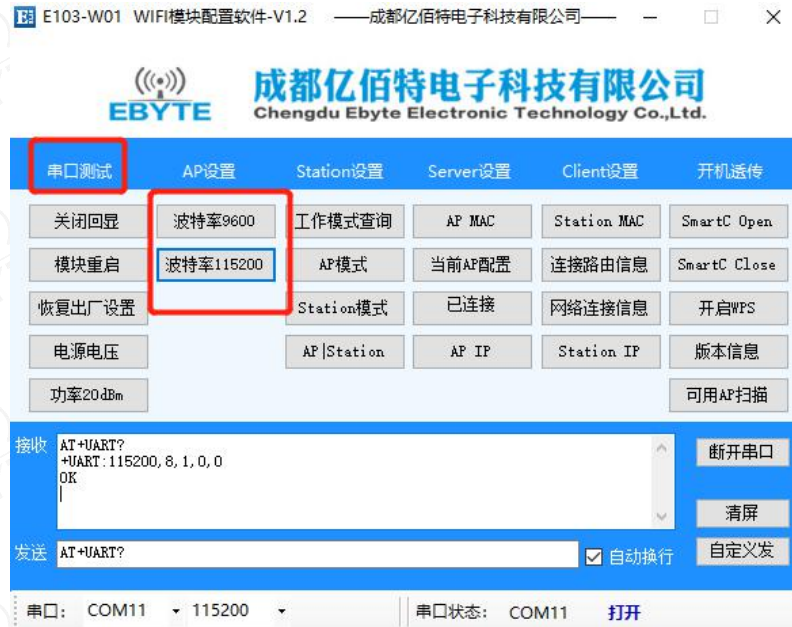 E103-W01 WIFI模块配置软件-V1.2 ——成都亿佰特电子科技有限公司——
EBYTE
成都亿佰特电子科技有限公司
Chengdu Ebyte Electronic Technology Co.,Ltd.
串口测试 AP设置 Station设置 Server设置 Client设置 开机透传
关闭回显 波特率9600 工作模式查询 AP MAC Station MAC SmartC Open
模块重启 波特率115200 AP模式 当前AP配置 连接路由信息 SmartC Close
恢复出厂设置 Station模式 已连接 网络连接信息 开启WPS
电源电压 AP|Station AP IP Station IP 版本信息
功率20dBm 可用AP扫描
接收 AT+UART?
+UART:115200,8,1,0,0
OK
断开串口
清屏
发送 AT+UART? 自动换行 自定义发
串口: COM11 115200 串口状态: COM11 打开